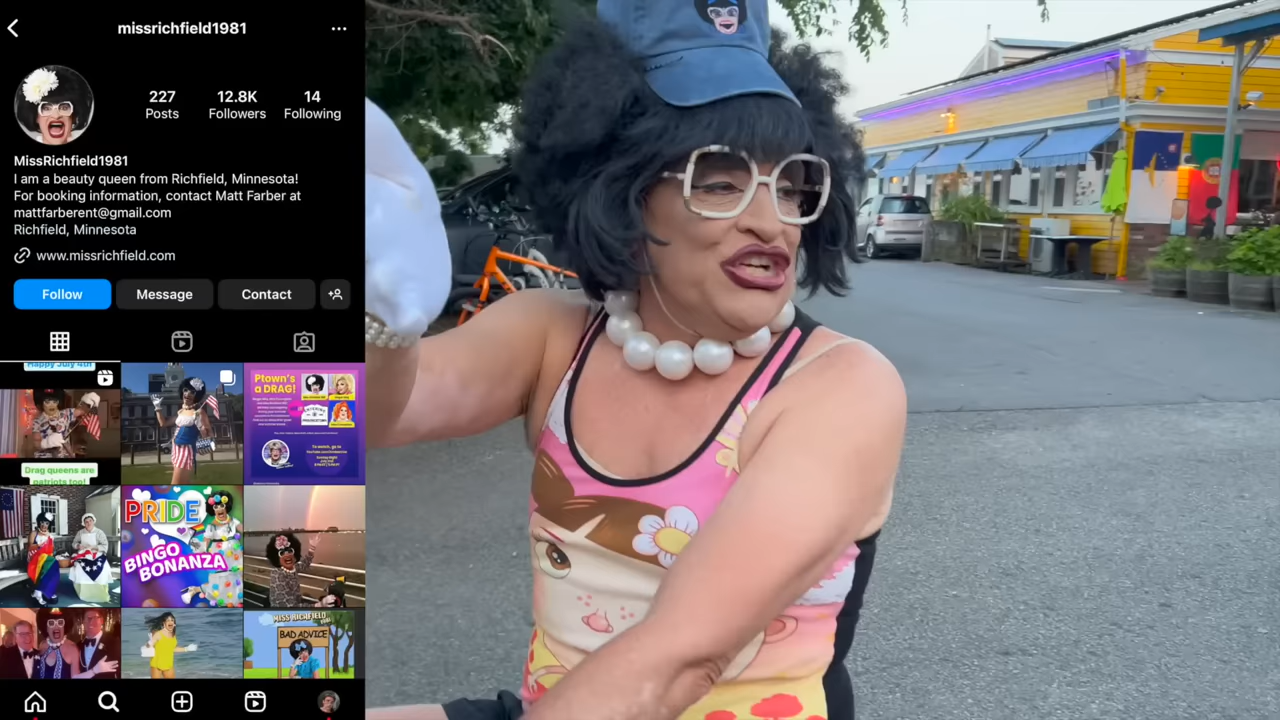 missrichfield1981
227
Posts
12.8K
Followers
14
Following
MissRichfield1981
I am a beauty queen from Richfield, Minnesota!
For booking information, contact Matt Farber at
mattfarberent@gmail.com
Richfield, Minnesota
www.missrichfield.com
Follow
Message
Contact
Happy July 4th
Ptown's
a DRAG!
Drag queens are
patriots too!
PRIDE
BINGO
BONANZA
MISS RICHFIELD
BAD ADVICE